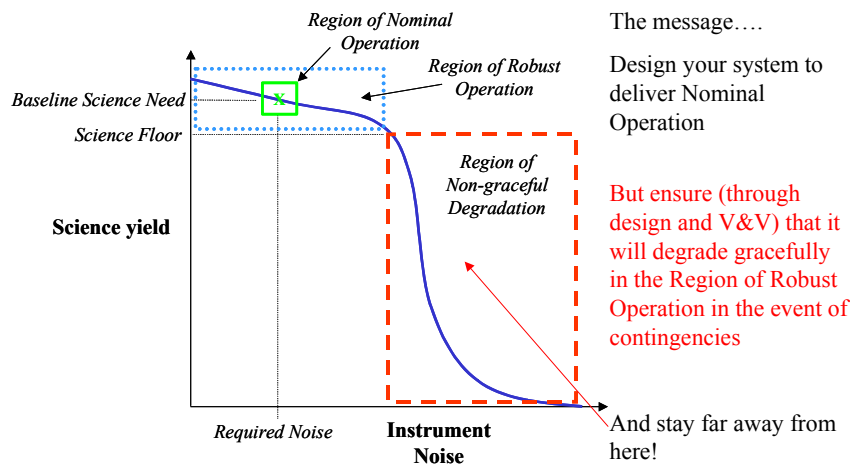 Region of Nominal
Operation
Region of Robust
Operation
Baseline Science Need
X
Science Floor
Region of
Non-graceful
Degradation
Science yield
Required Noise
Instrument
Noise
The message….
Design your system to
deliver Nominal
Operation
But ensure (through
design and V&V) that it
will degrade gracefully
in the Region of Robust
Operation in the event of
contingencies
And stay far away from
here!